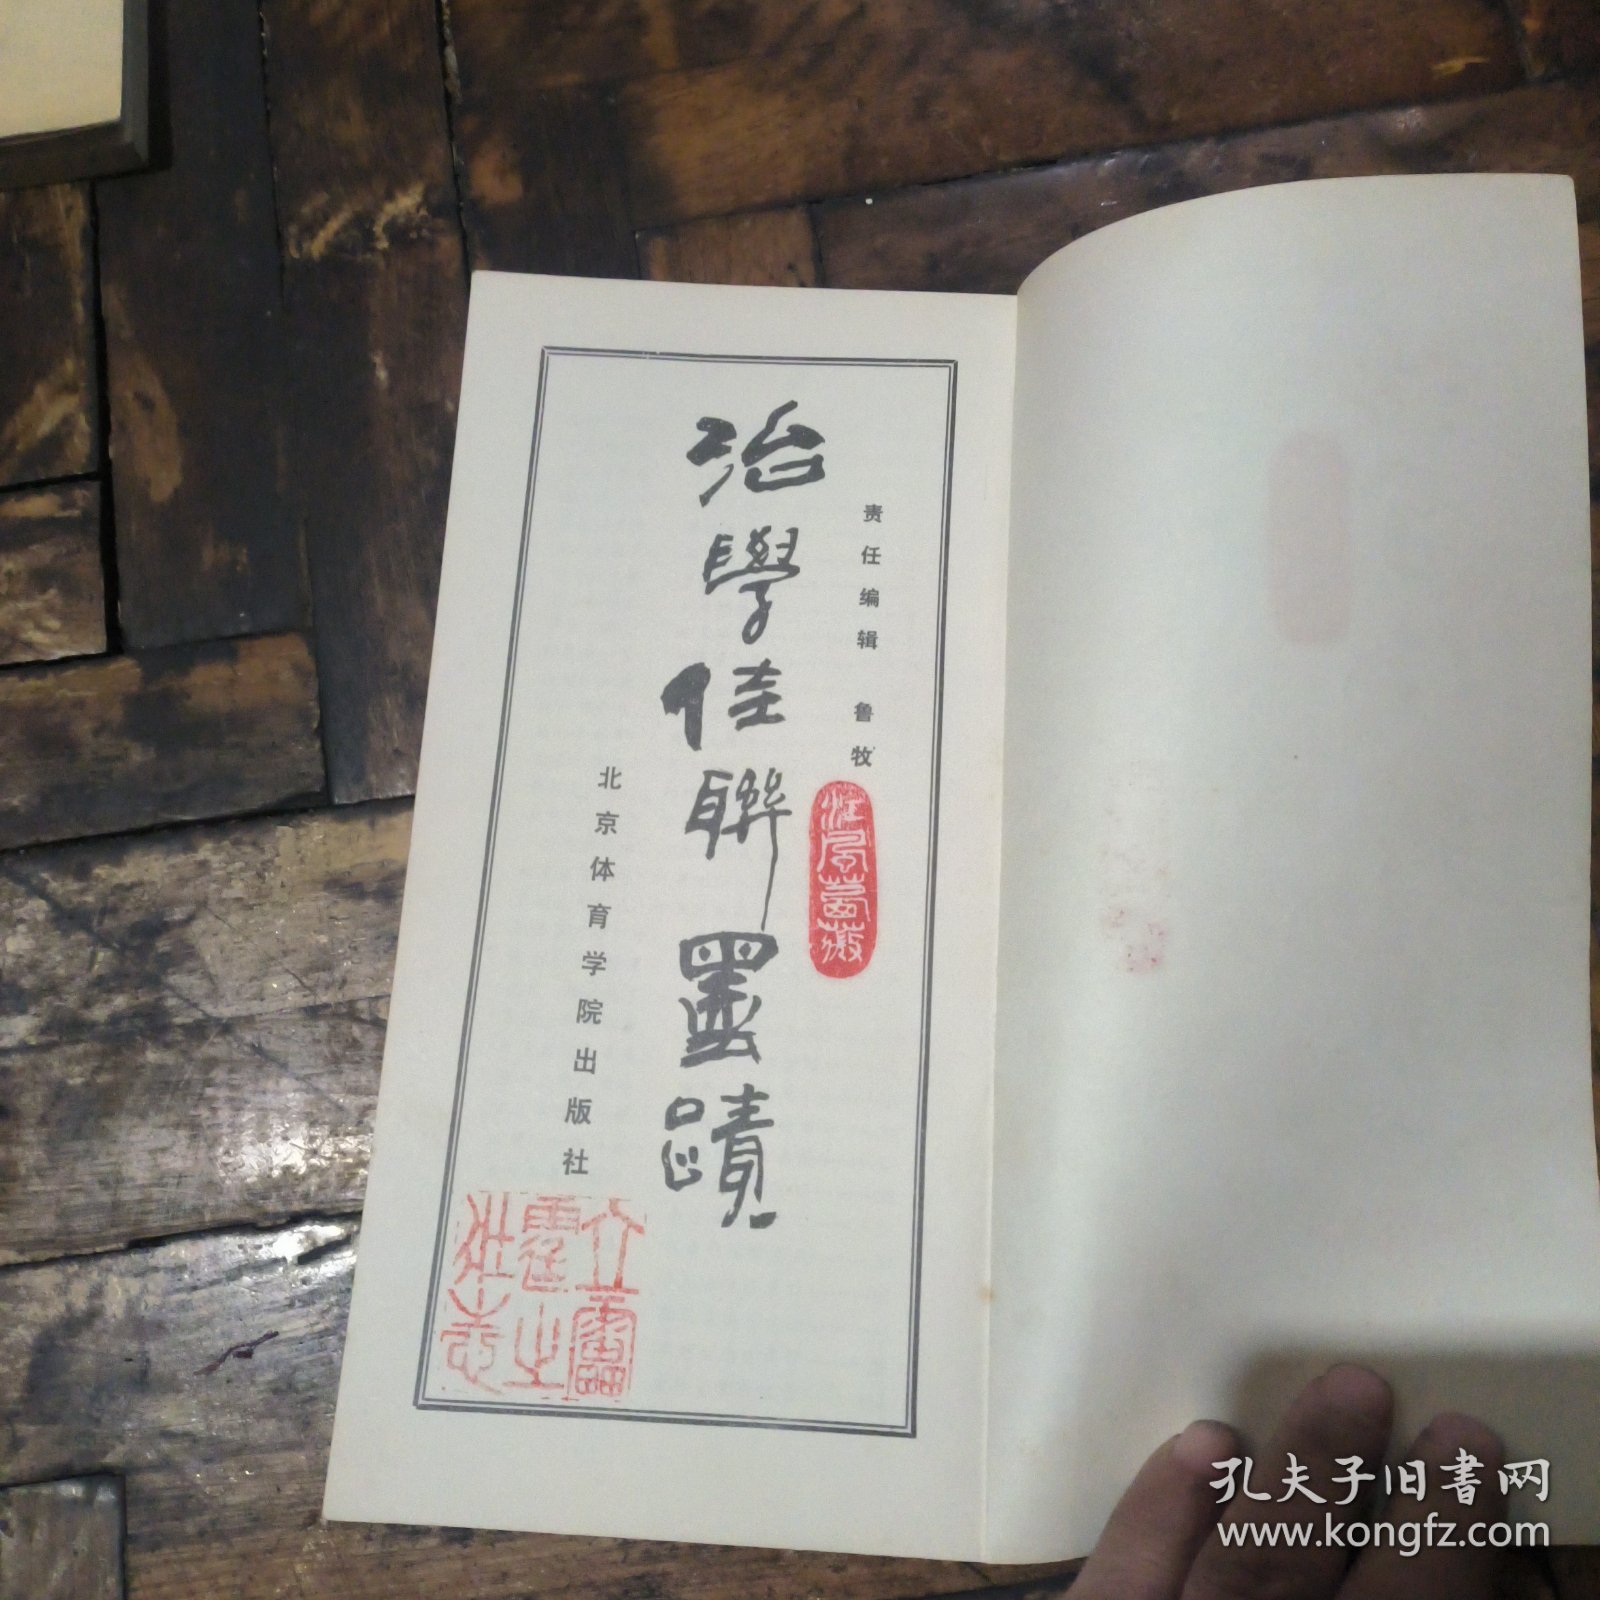 责任编辑 鲁牧
治學佳聯墨蹟
北京体育学院出版社
孔夫子旧书网
www.kongfz.com